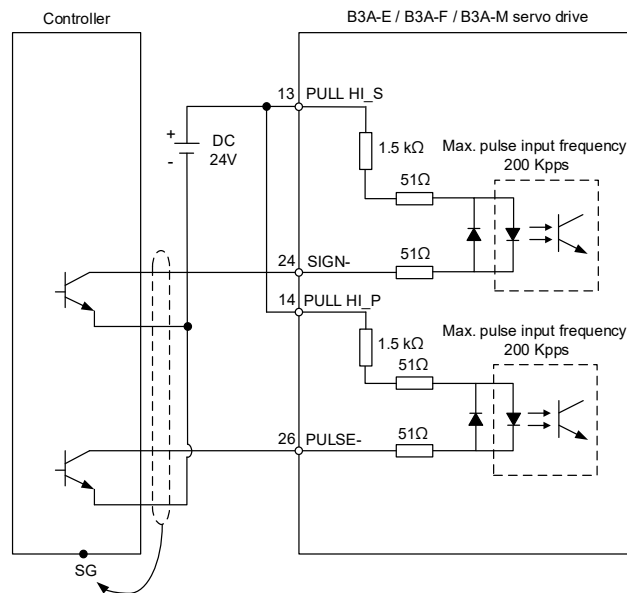 Controller
B3A-E / B3A-F / B3A-M servo drive
13
PULL HI_S
+
-
DC
24V
1.5 kΩ
Max. pulse input frequency
200 Kpps
51Ω
24
SIGN-
51Ω
14
PULL HI_P
1.5 kΩ
Max. pulse input frequency
200 Kpps
51Ω
26
PULSE-
51Ω
SG